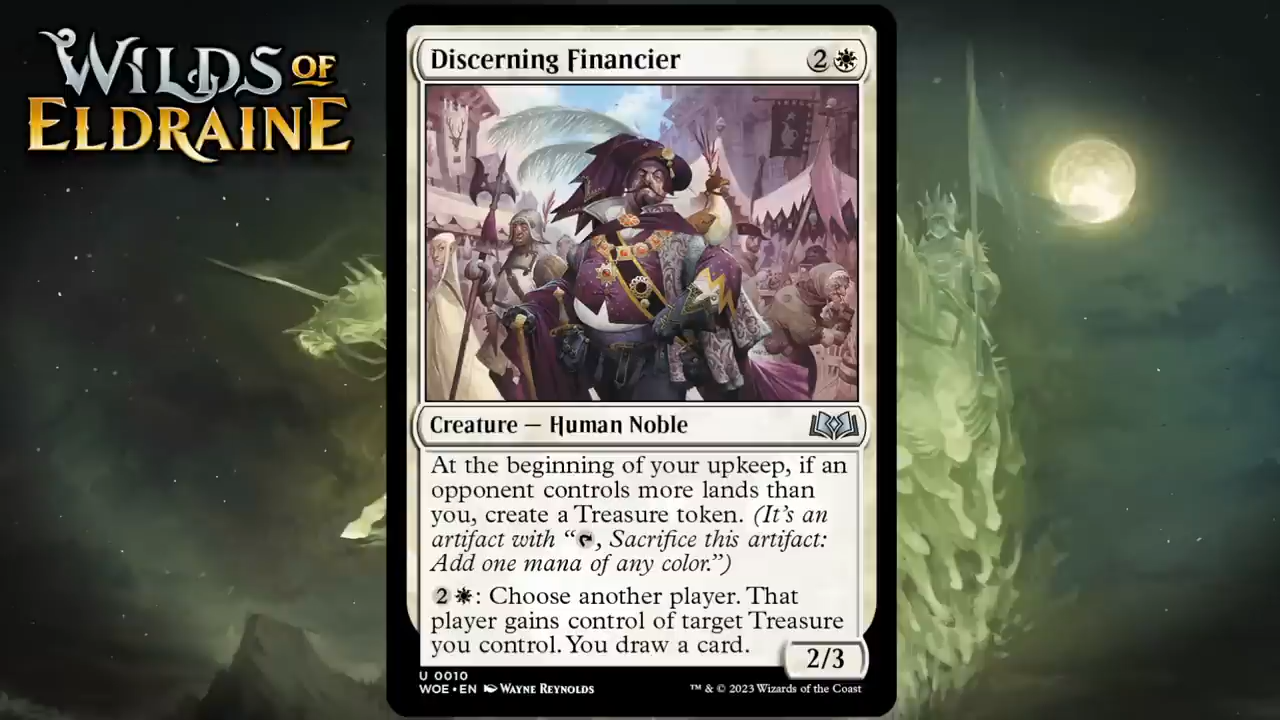 WILDS OF
ELDRAINE
Discerning Financier
2
Creature — Human Noble
At the beginning of your upkeep, if an
opponent controls more lands than
you, create a Treasure token. (It's an
artifact with “, Sacrifice this artifact:
Add one mana of any color.”)
2 : Choose another player. That
player gains control of target Treasure
you control. You draw a card.
2/3
U 0010
WOE • EN WAYNE REYNOLDS
™ & © 2023 Wizards of the Coast